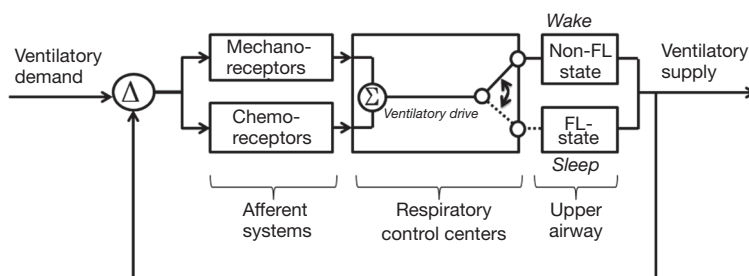 Wake
Ventilatory
demand
Δ
Mechano-
receptors
Chemo-
receptors
Σ
Ventilatory drive
Non-FL
state
FL-
state
Sleep
Ventilatory
supply
Afferent
systems
Respiratory
control centers
Upper
airway